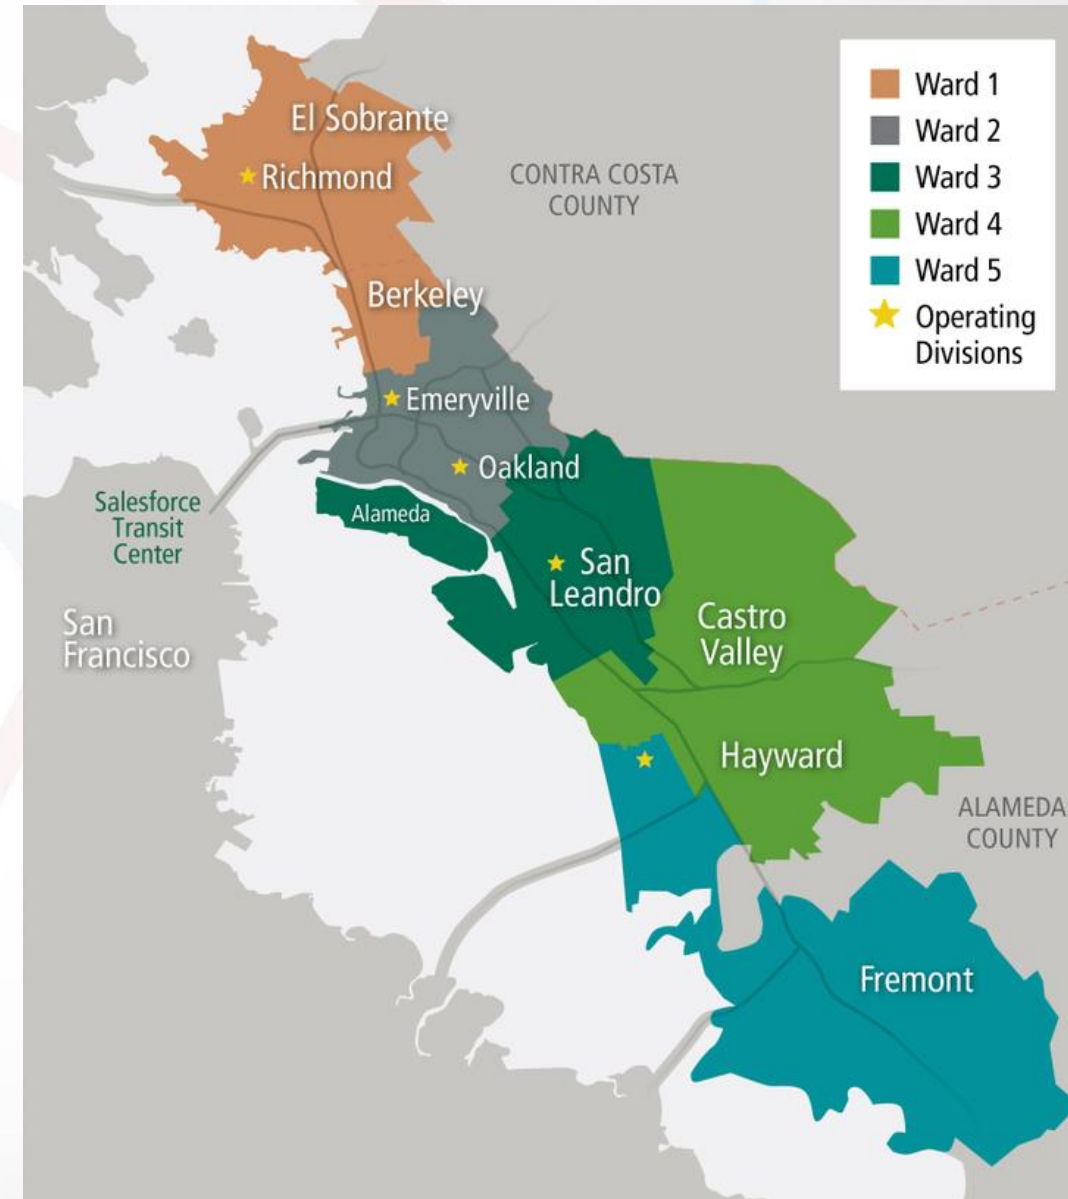 Ward 1
Ward 2
Ward 3
Ward 4
Ward 5
Operating
Divisions
El Sobrante
Richmond
CONTRA COSTA
COUNTY
Berkeley
Emeryville
Oakland
Salesforce
Transit
Center
Alameda
San
Leandro
San
Francisco
Castro
Valley
Hayward
ALAMEDA
COUNTY
Fremont